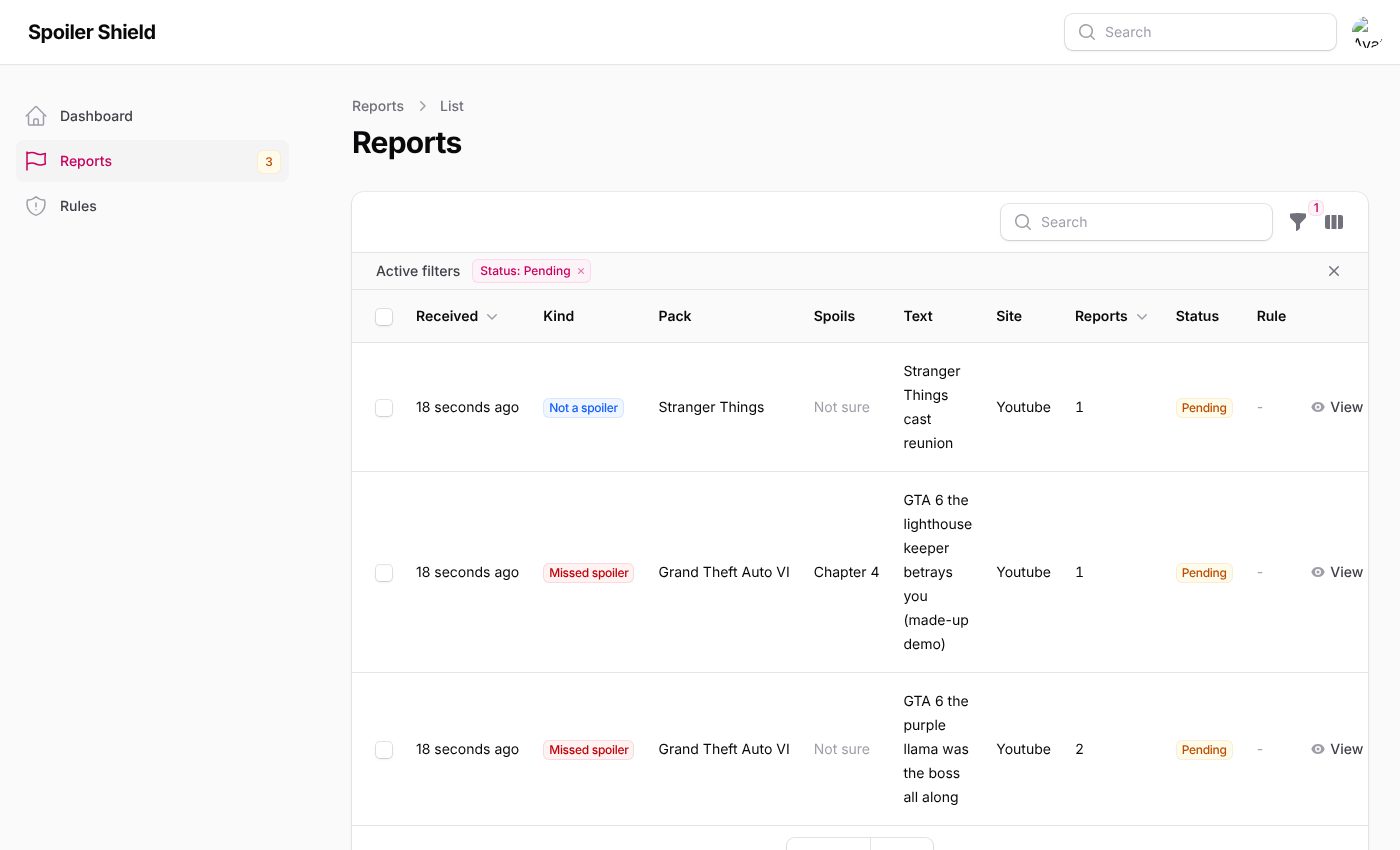 Spoiler Shield
Search
Dashboard
Reports
3
Rules
Reports
List
Reports
Search
1
Active filters
Status: Pending
Received Kind Pack Spoils Text Site Reports Status Rule
18 seconds ago Not a spoiler Stranger Things Not sure
Stranger
Things
cast
reunion
Youtube 1 Pending - View
18 seconds ago Missed spoiler Grand Theft Auto VI Chapter 4
GTA 6 the
lighthouse
keeper
betrays
you
(made-up
demo)
Youtube 1 Pending - View
18 seconds ago Missed spoiler Grand Theft Auto VI Not sure
GTA 6 the
purple
llama was
the boss
all along
Youtube 2 Pending - View